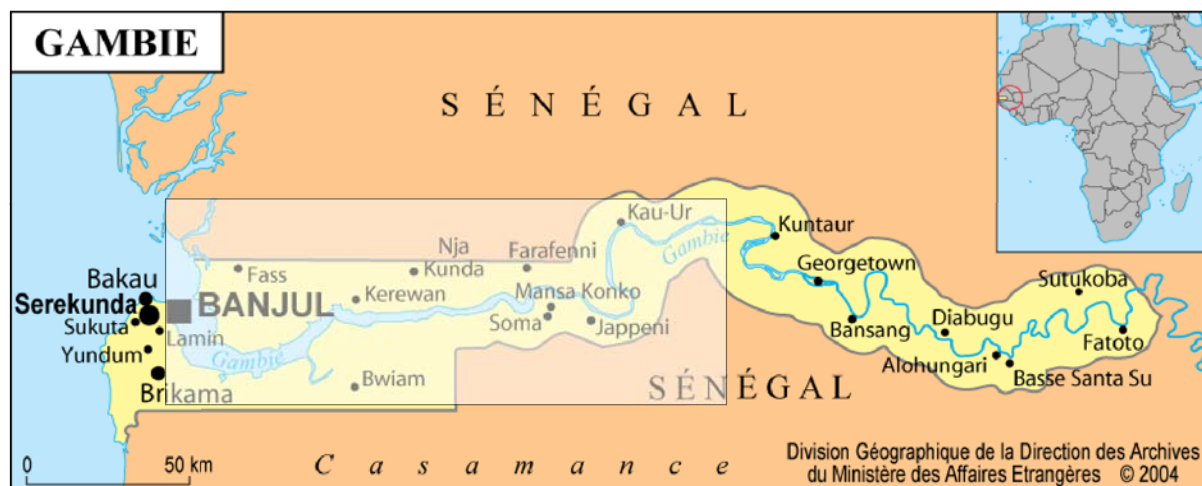 GAMBIE
SÉNÉGAL
Kau-Ur
Kuntaur
Gambie
Nja
Kunda
Farafenni
Fass
Georgetown
Sutukoba
Bakau
Serekunda
BANJUL
Kerewan
Mansa Konko
Sukuta
Lamin
Soma
Jappeni
Bansang
Diabugu
Fatoto
Yundum
Gambie
Alohungari
Basse Santa Su
Brikama
Bwiam
SÉNÉGAL
0 50 km
Casamance
Division Géographique de la Direction des Archives
du Ministère des Affaires Etrangères © 2004